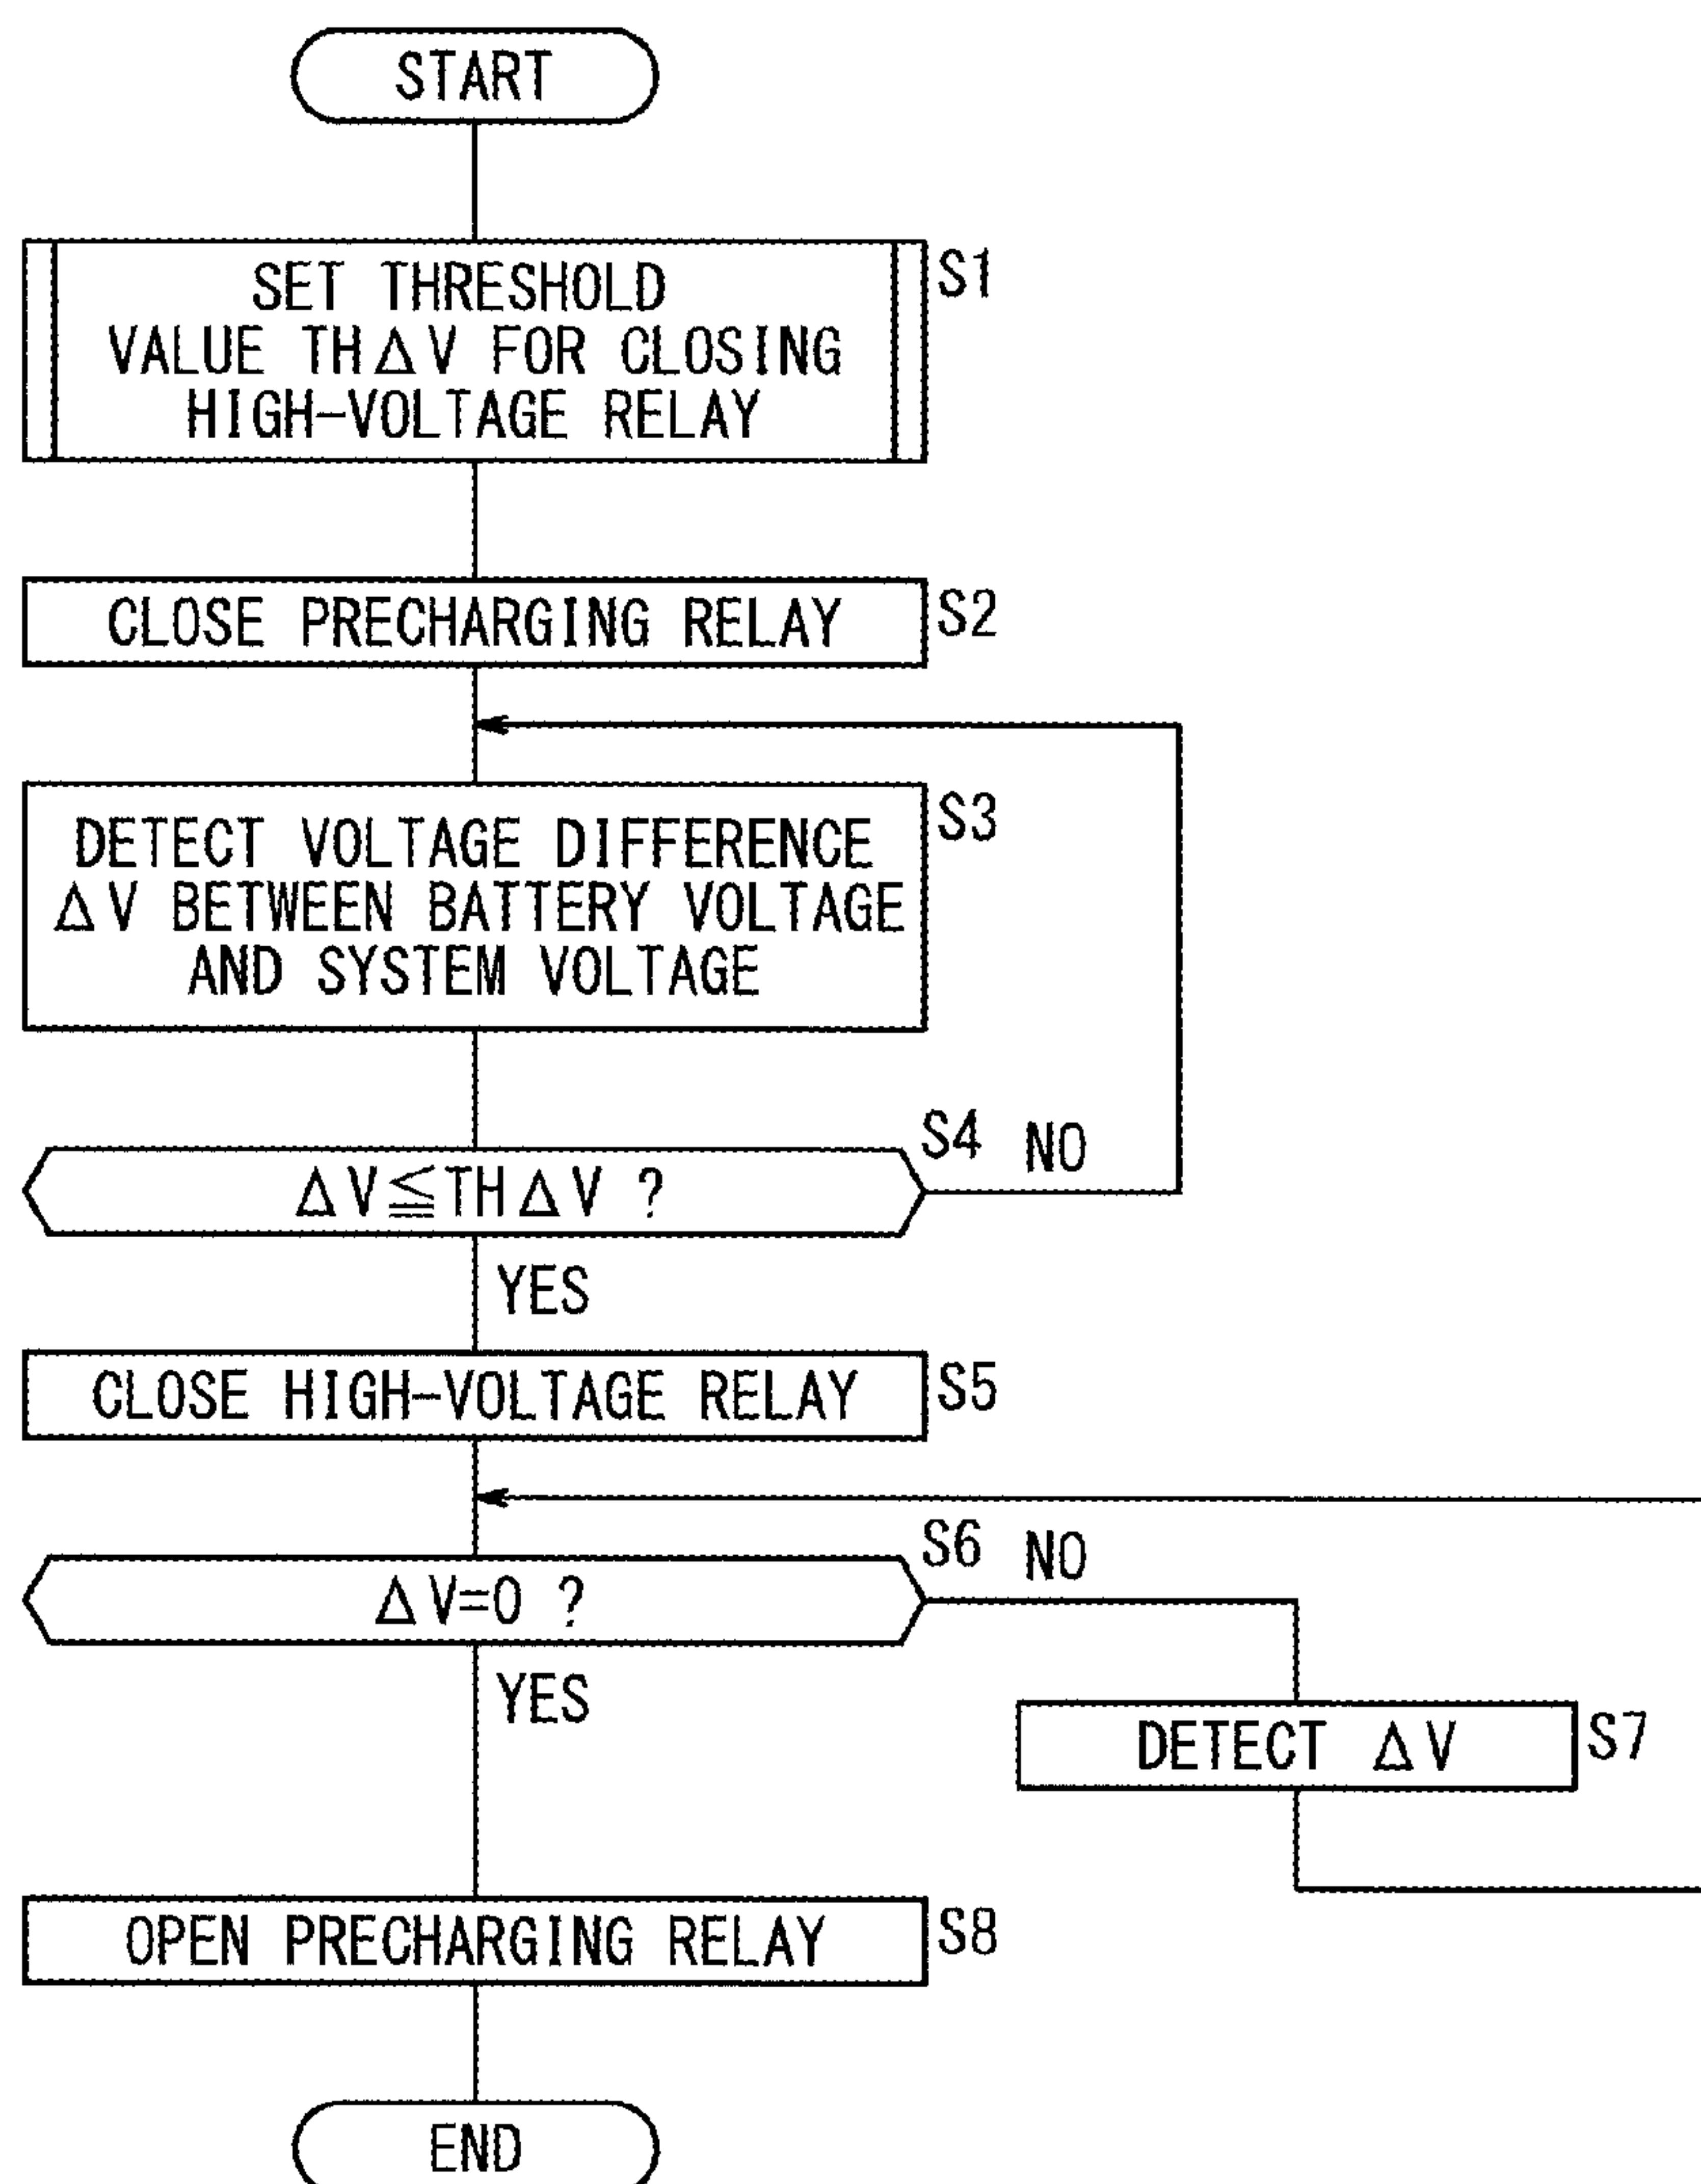 START
SET THRESHOLD
VALUE THΔV FOR CLOSING
HIGH-VOLTAGE RELAY
S1
CLOSE PRECHARGING RELAY
S2
DETECT VOLTAGE DIFFERENCE
ΔV BETWEEN BATTERY VOLTAGE
AND SYSTEM VOLTAGE
S3
ΔV≦THΔV ?
S4 NO
YES
CLOSE HIGH-VOLTAGE RELAY
S5
ΔV=0 ?
S6 NO
YES
DETECT ΔV
S7
OPEN PRECHARGING RELAY
S8
END